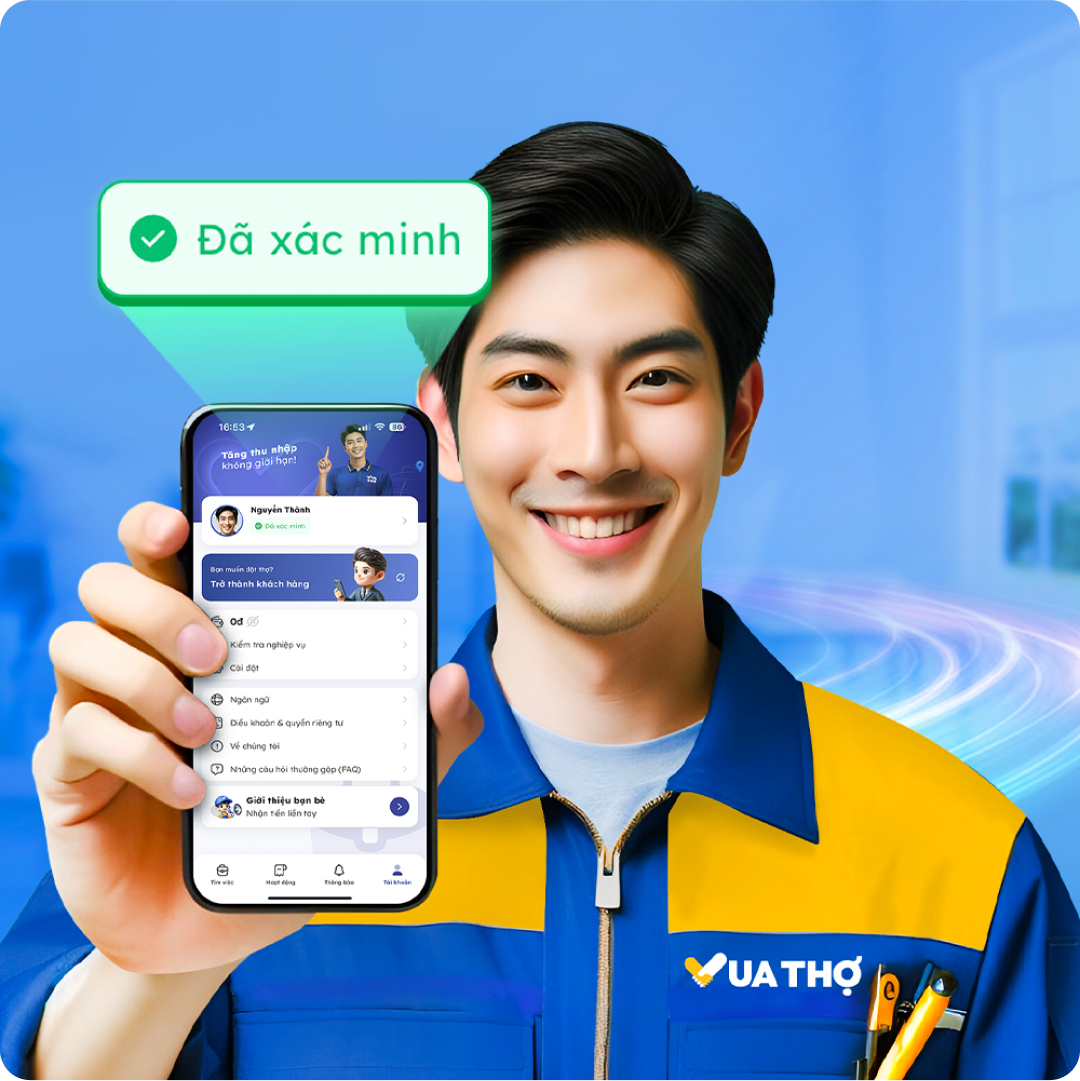 Đã xác minh
16:53
86
Tăng thu nhập
không giới hạn!
Nguyễn Thành
Đã xác minh
Bạn muốn đặt thợ?
Trở thành khách hàng
0đ
Kiểm tra nghiệp vụ
Cài đặt
Ngôn ngữ
Điều khoản & quyền riêng tư
Về chúng tôi
Những câu hỏi thường gặp (FAQ)
Giới thiệu bạn bè
Nhận tiền liền tay
Tìm việc
Hoạt động
Thông báo
Tài khoản
VUA THỢ